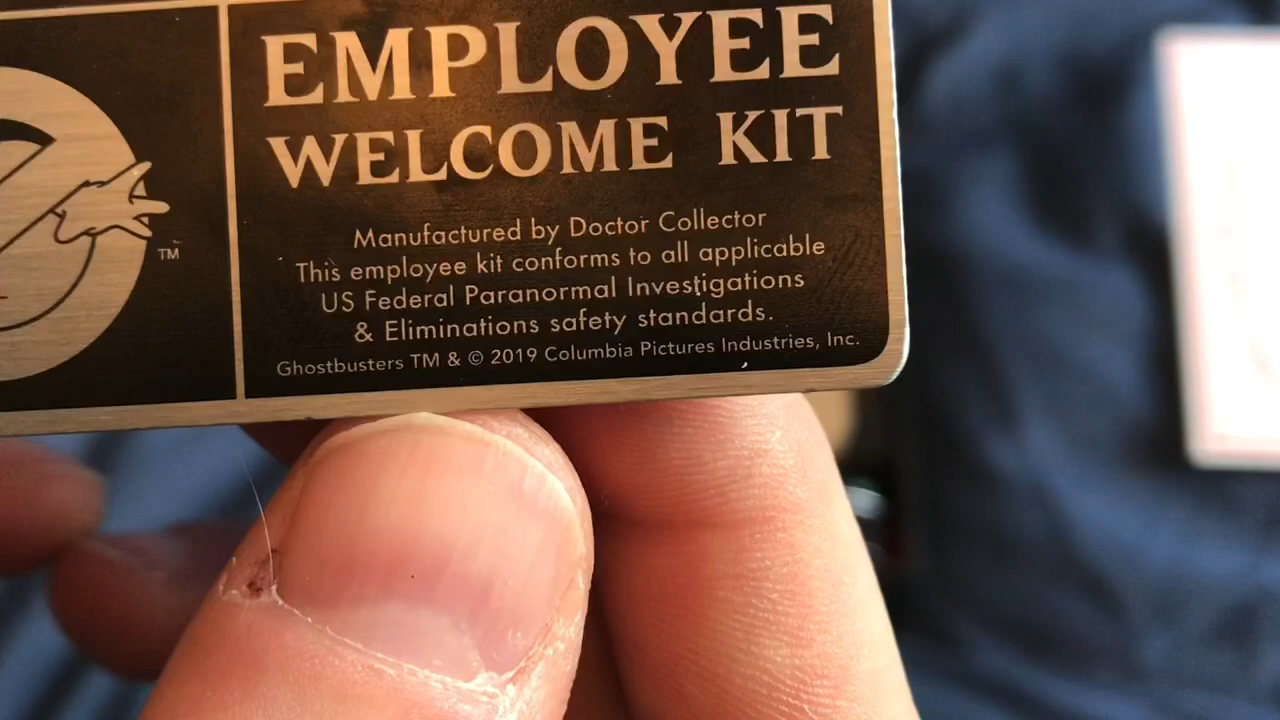 EMPLOYEE
WELCOME KIT
Manufactured by Doctor Collector
This employee kit conforms to all applicable
US Federal Paranormal Investigations
& Eliminations safety standards.
Ghostbusters TM & © 2019 Columbia Pictures Industries, Inc.
TM